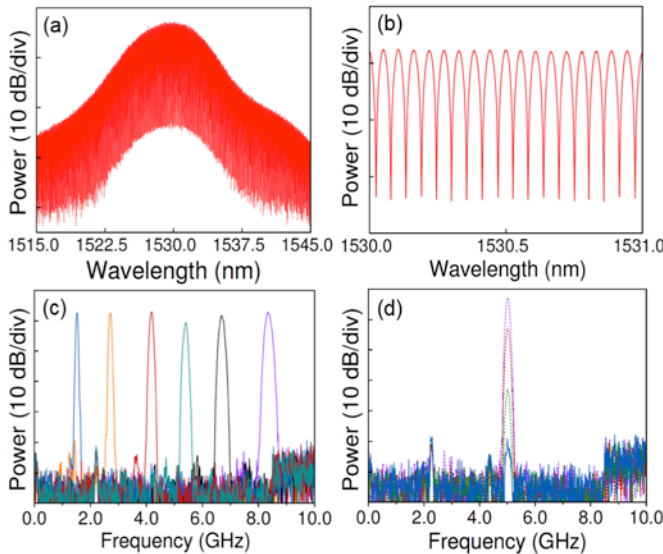 (a)
Power (10 dB/div)
1515.0 1522.5 1530.0 1537.5 1545.0
Wavelength (nm)
(b)
Power (10 dB/div)
1530.0 1530.5 1531.0
Wavelength (nm)
(c)
Power (10 dB/div)
0.0 2.0 4.0 6.0 8.0 10.0
Frequency (GHz)
(d)
Power (10 dB/div)
0.0 2.0 4.0 6.0 8.0 10.0
Frequency (GHz)